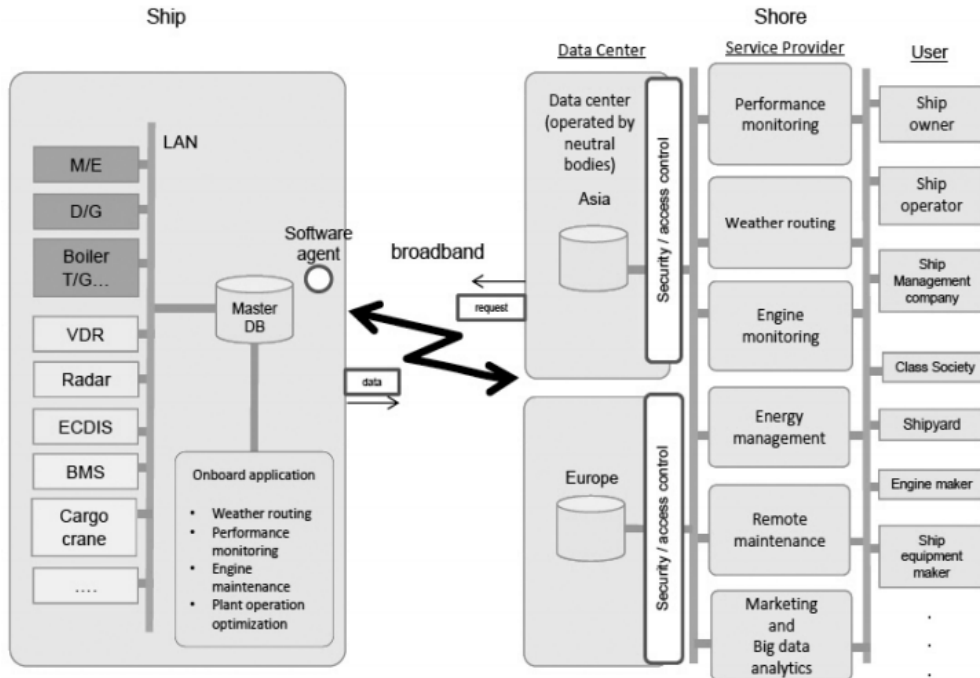 Ship
Shore
LAN
M/E
D/G
Boiler
T/G...
VDR
Radar
ECDIS
BMS
Cargo
crane
....
Software
agent
Master
DB
Onboard application
• Weather routing
• Performance
monitoring
• Engine
maintenance
• Plant operation
optimization
broadband
request
data
Data Center
Data center
(operated by
neutral
bodies)
Asia
Security / access control
Europe
Security / access control
Service Provider
Performance
monitoring
Weather routing
Engine
monitoring
Energy
management
Remote
maintenance
Marketing
and
Big data
analytics
User
Ship
owner
Ship
operator
Ship
Management
company
Class Society
Shipyard
Engine maker
Ship
equipment
maker
.
.
.